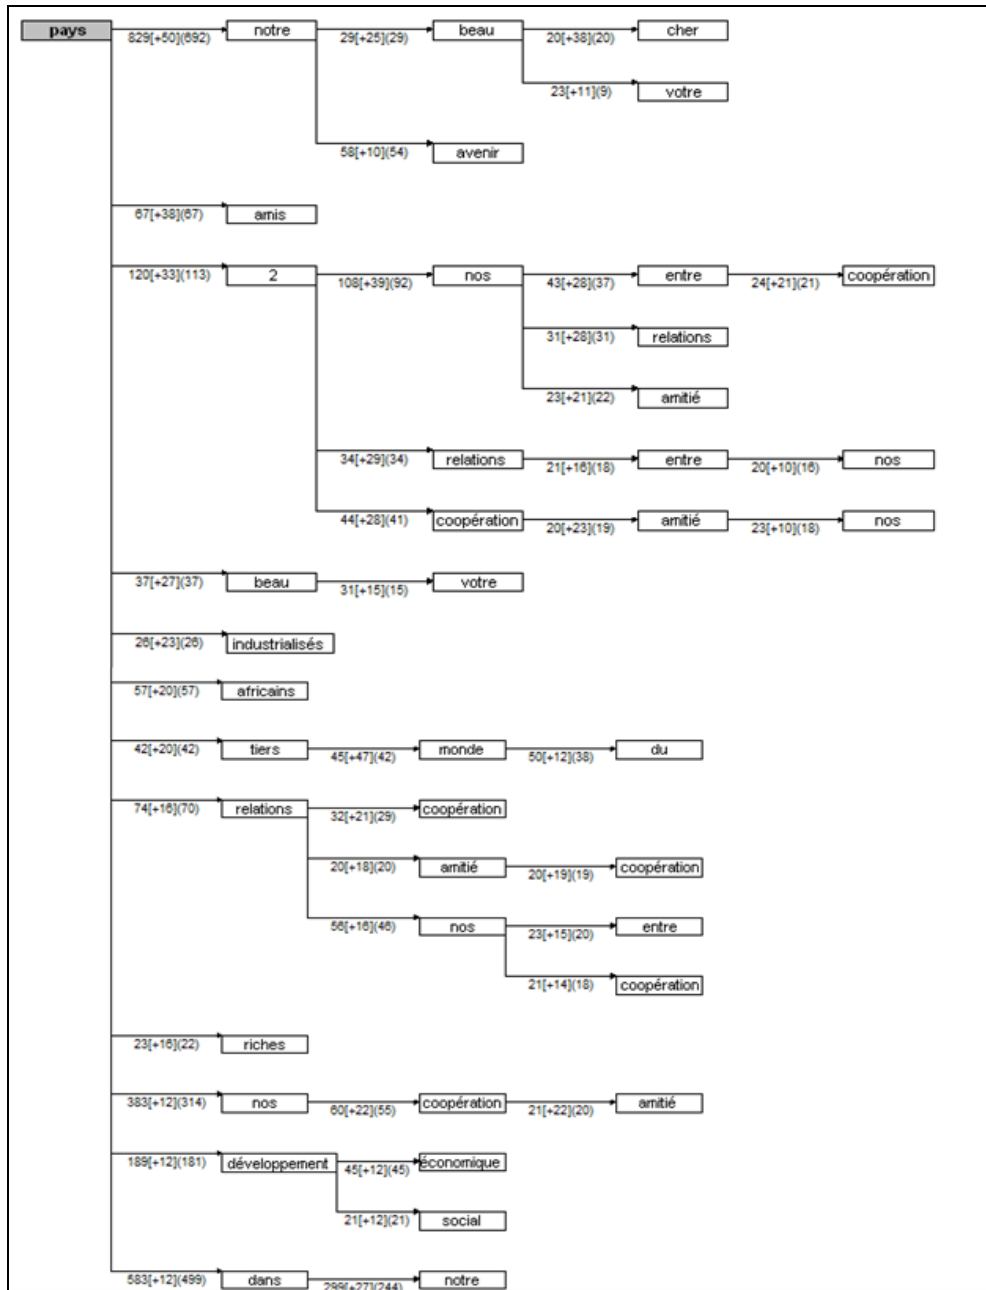 pays 829[+50](692) notre 29[+25](29) beau 20[+38](20) cher
23[+11](9) votre
58[+10](54) avenir
67[+38](67) amis
120[+33](113) 2 108[+39](92) nos 43[+28](37) entre 24[+21](21) coopération
31[+28](31) relations
23[+21](22) amitié
34[+29](34) relations 21[+16](18) entre 20[+10](16) nos
44[+28](41) coopération 20[+23](19) amitié 23[+10](18) nos
37[+27](37) beau 31[+15](15) votre
26[+23](26) industrialisés
57[+20](57) africains
42[+20](42) tiers 45[+47](42) monde 50[+12](38) du
74[+16](70) relations 32[+21](29) coopération
20[+18](20) amitié 20[+19](19) coopération
56[+16](46) nos 23[+15](20) entre
21[+14](18) coopération
23[+16](22) riches
383[+12](314) nos 60[+22](55) coopération 21[+22](20) amitié
189[+12](181) développement 45[+12](45) économique
21[+12](21) social
583[+12](499) dans 299[+27](244) notre